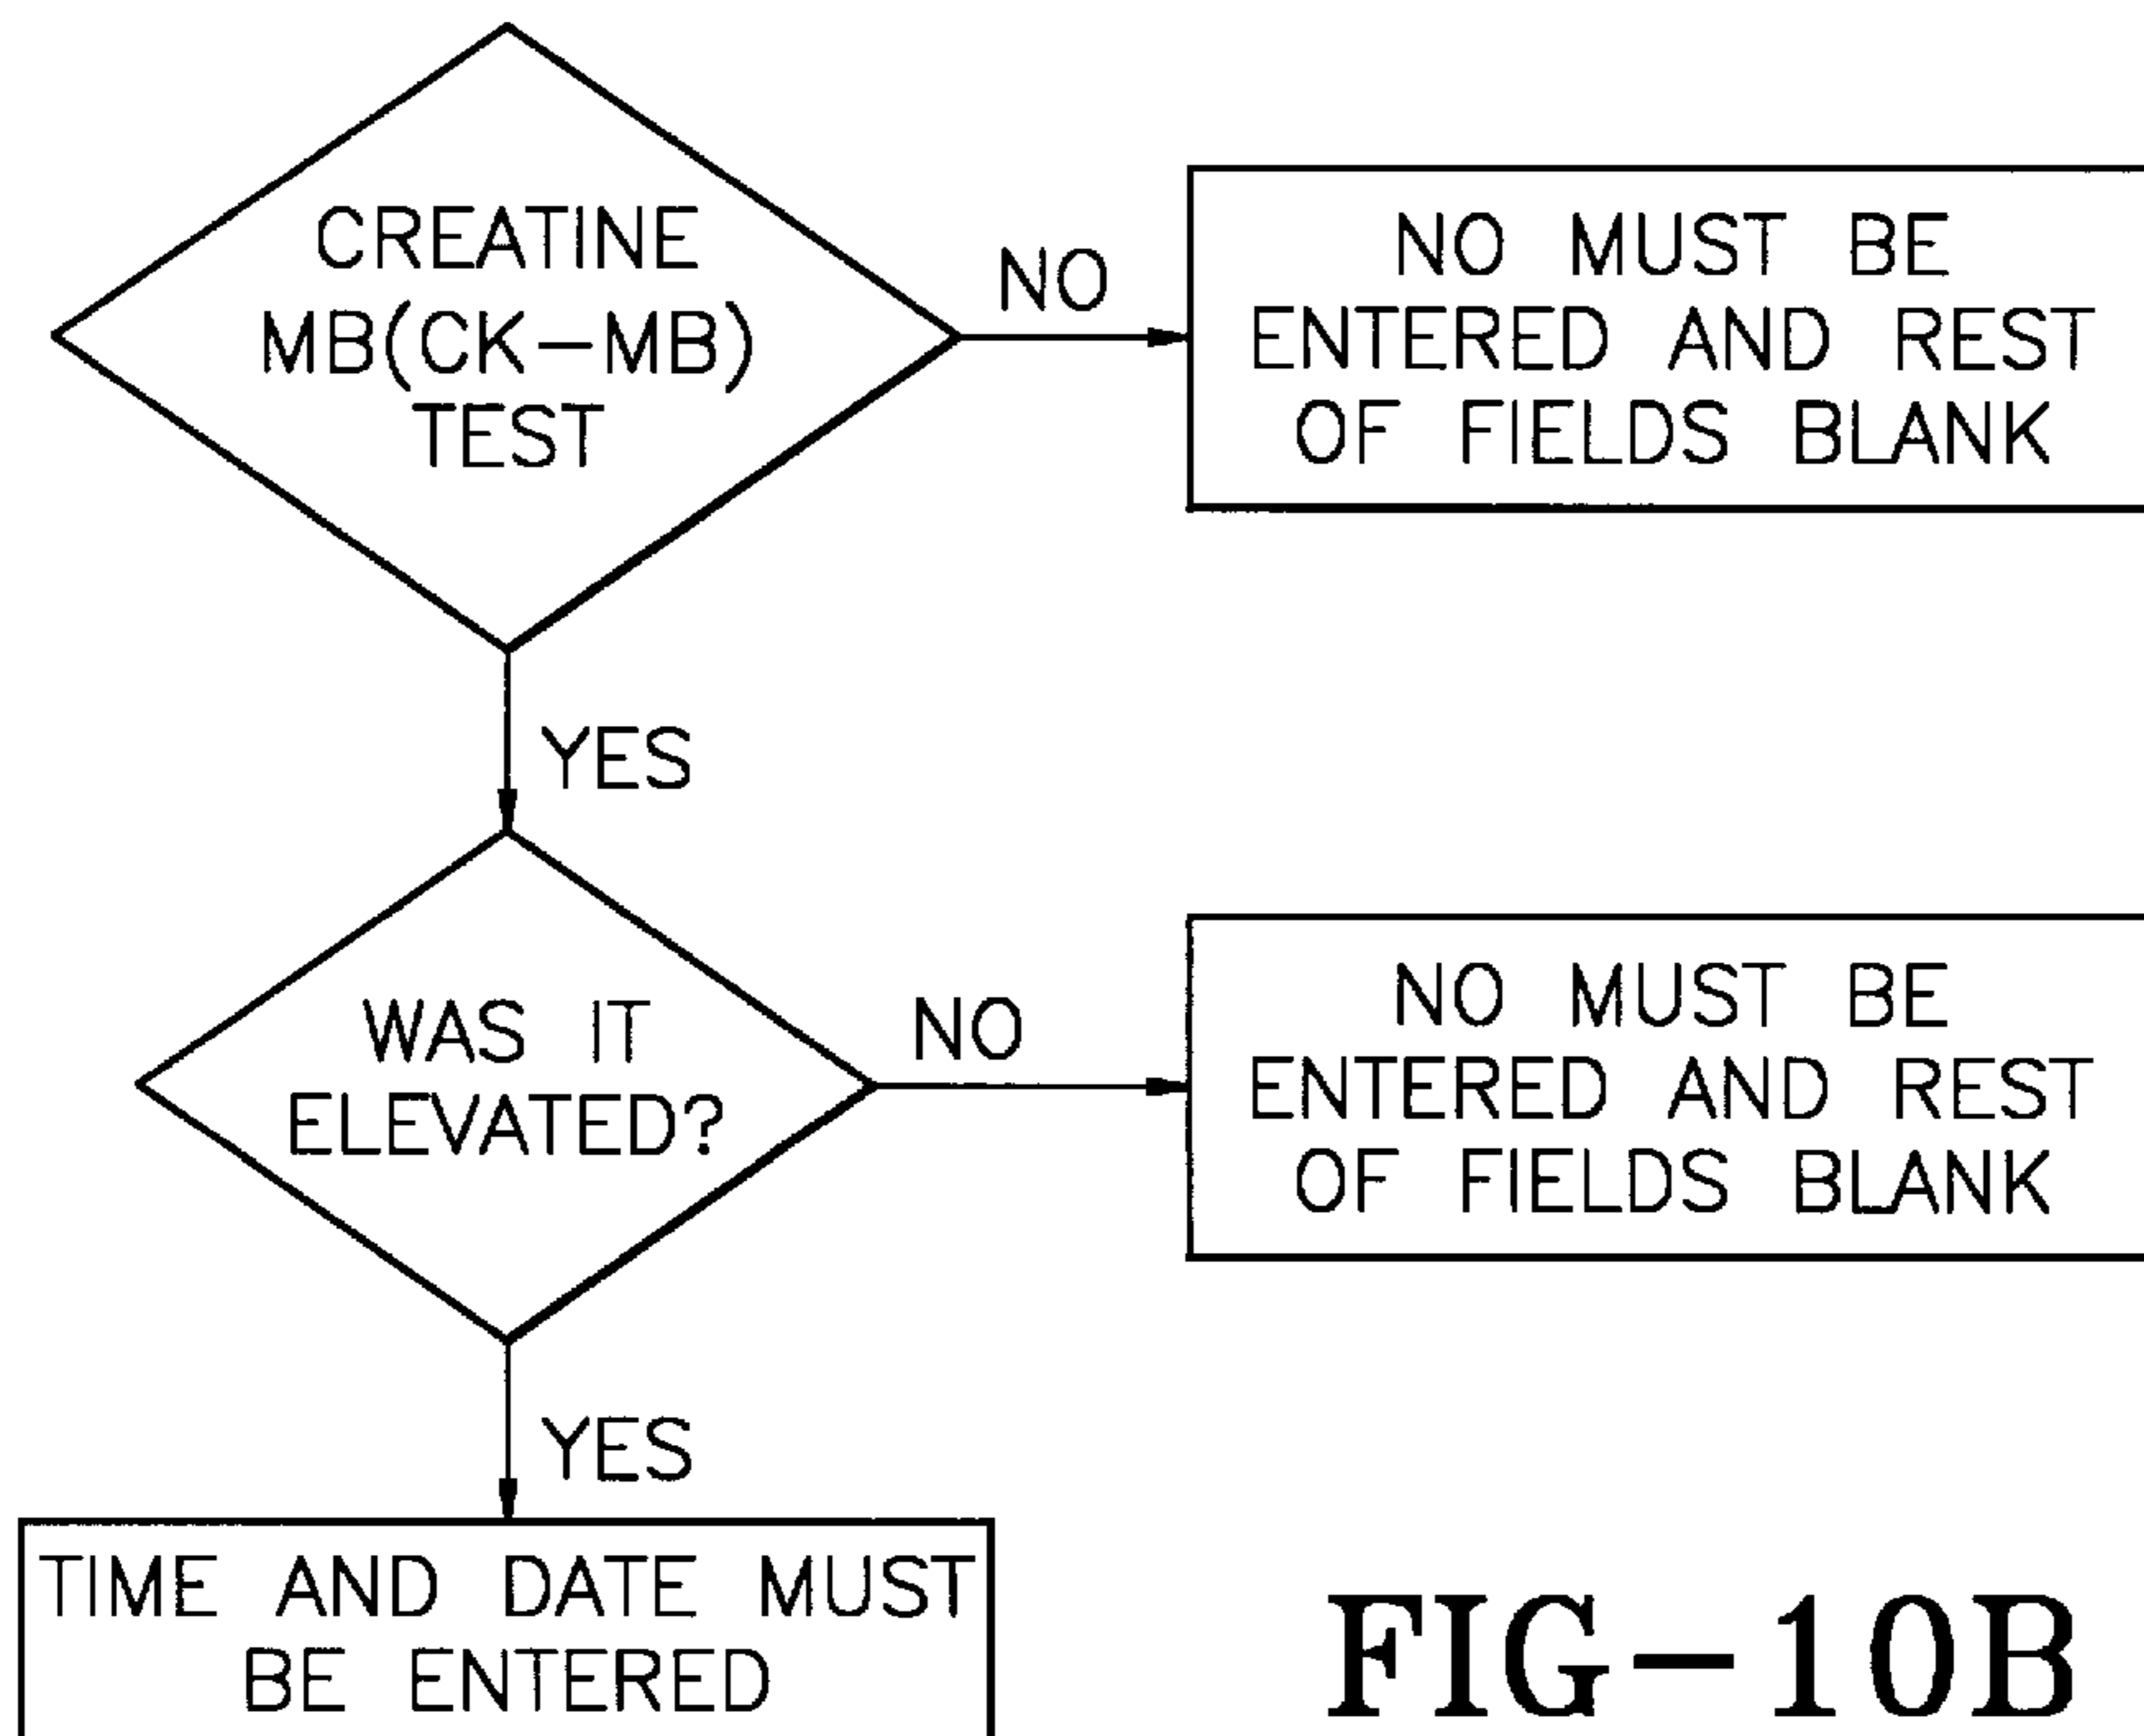 CREATINE
MB(CK-MB)
TEST
NO
NO MUST BE
ENTERED AND REST
OF FIELDS BLANK
YES
WAS IT
ELEVATED?
NO
NO MUST BE
ENTERED AND REST
OF FIELDS BLANK
YES
TIME AND DATE MUST
BE ENTERED
FIG-10B